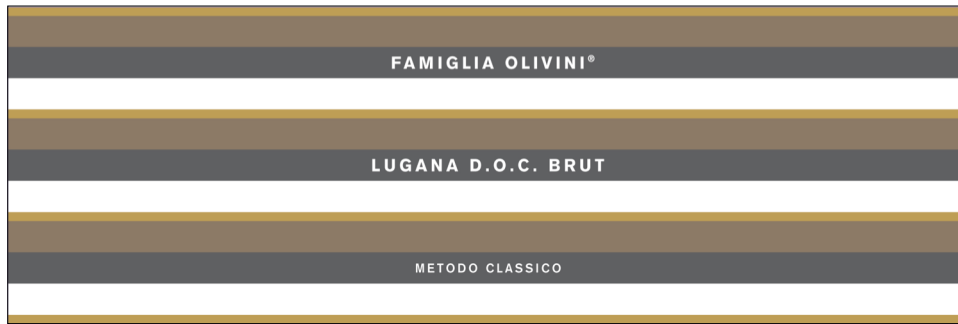 FAMIGLIA OLIVINI®
LUGANA D.O.C. BRUT
METODO CLASSICO